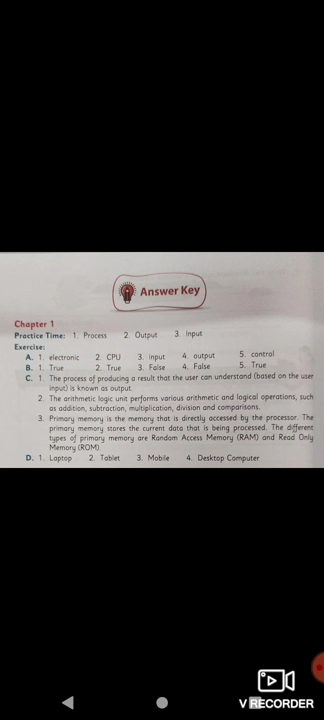 Answer Key
Chapter 1
Practice Time: 1. Process 2. Output 3. Input
Exercise:
A. 1. electronic 2. CPU 3. input 4. output 5. control
B. 1. True 2. True 3. False 4. False 5. True
C. 1. The process of producing a result that the user can understand (based on the user
input) is known as output.
2. The arithmetic logic unit performs various arithmetic and logical operations, such
as addition, subtraction, multiplication, division and comparisons.
3. Primary memory is the memory that is directly accessed by the processor. The
primary memory stores the current data that is being processed. The different
types of primary memory are Random Access Memory (RAM) and Read Only
Memory (ROM).
D. 1. Laptop 2. Tablet 3. Mobile 4. Desktop Computer
V RECORDER